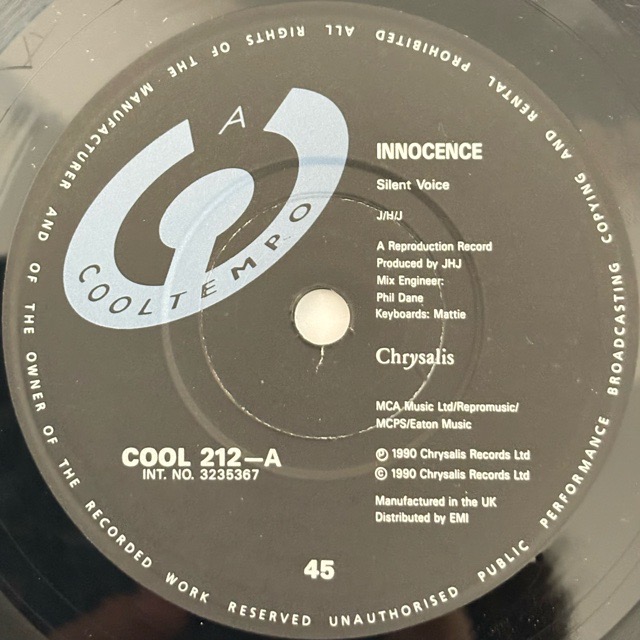 A
COOLTEMPO
INNOCENCE
Silent Voice
J/H/J
A Reproduction Record
Produced by JHJ
Mix Engineer:
Phil Dane
Keyboards: Mattie
Chrysalis
MCA Music Ltd/Repromusic/
MCPS/Eaton Music
Ⓟ 1990 Chrysalis Records Ltd
© 1990 Chrysalis Records Ltd
Manufactured in the UK
Distributed by EMI
COOL 212—A
INT. NO. 3235367
45
ALL RIGHTS OF THE MANUFACTURER AND OF THE OWNER OF THE RECORDED WORK RESERVED UNAUTHORISED PUBLIC PERFORMANCE BROADCASTING COPYING AND RENTAL PROHIBITED